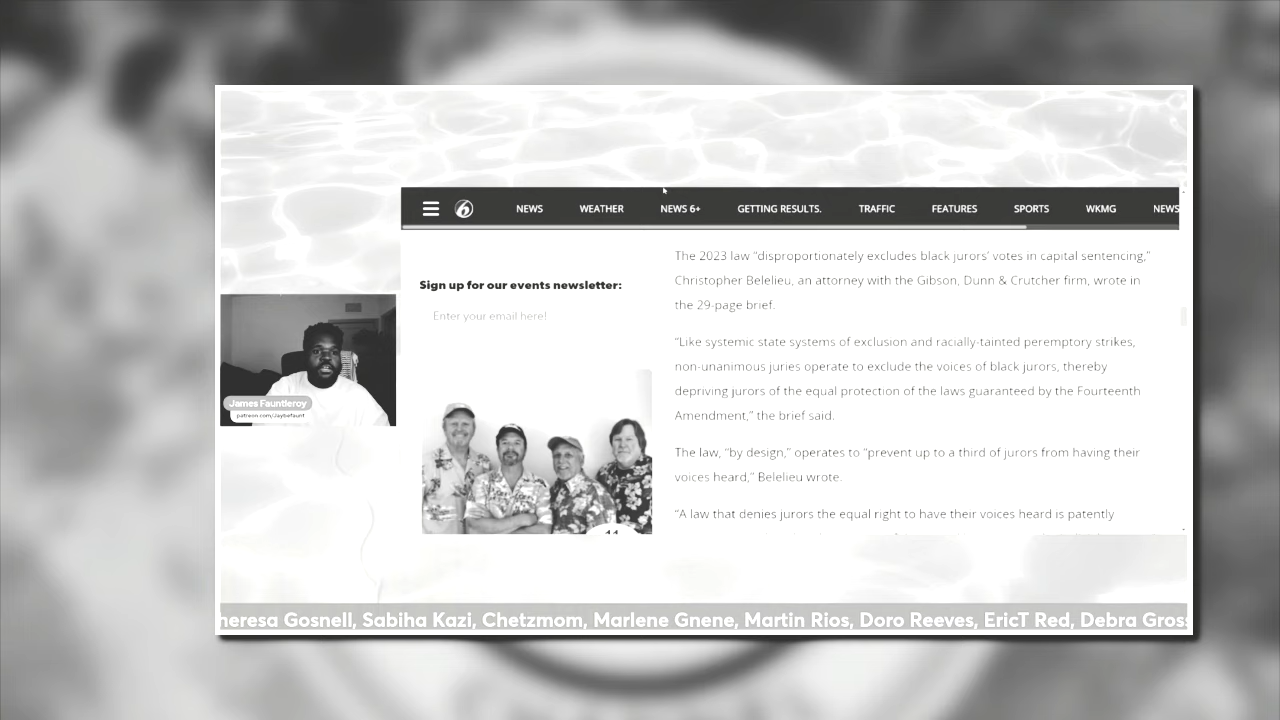 6
NEWS
WEATHER
NEWS 6+
GETTING RESULTS.
TRAFFIC
FEATURES
SPORTS
WKMG
NEWS
Sign up for our events newsletter:
Enter your email here!
The 2023 law “disproportionately excludes black jurors’ votes in capital sentencing,”
Christopher Belelieu, an attorney with the Gibson, Dunn & Crutcher firm, wrote in
the 29-page brief.
“Like systemic state systems of exclusion and racially-tainted peremptory strikes,
non-unanimous juries operate to exclude the voices of black jurors, thereby
depriving jurors of the equal protection of the laws guaranteed by the Fourteenth
Amendment,” the brief said.
The law, “by design,” operates to “prevent up to a third of jurors from having their
voices heard,” Belelieu wrote.
“A law that denies jurors the equal right to have their voices heard is patently
James Fauntleroy
patreon.com/Jaybefaunt
heresa Gosnell, Sabiha Kazi, Chetzmom, Marlene Gnene, Martin Rios, Doro Reeves, EricT Red, Debra Gross